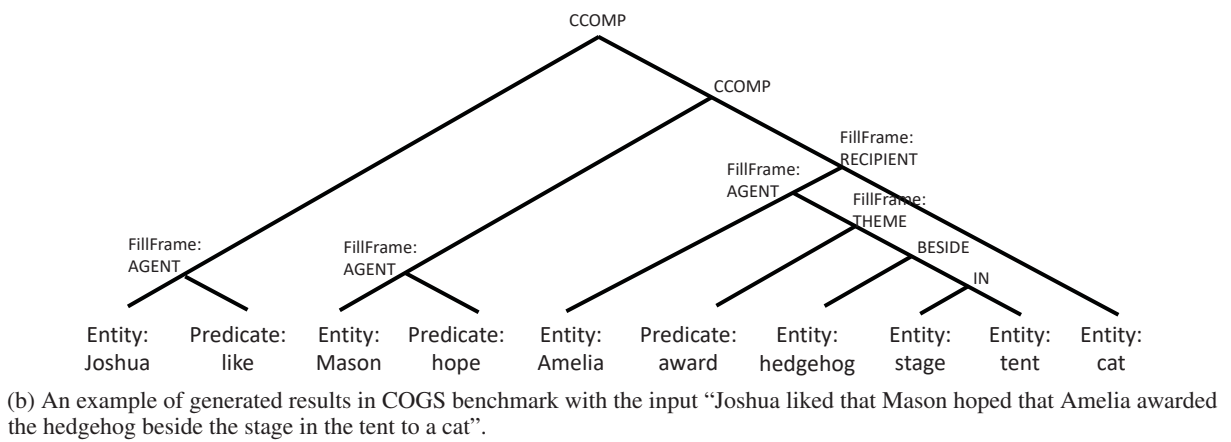 CCOMP
CCOMP
FillFrame:
RECIPIENT
FillFrame:
AGENT
FillFrame:
THEME
FillFrame:
AGENT
FillFrame:
AGENT
BESIDE
IN
Entity:
Joshua
Predicate:
like
Entity:
Mason
Predicate:
hope
Entity:
Amelia
Predicate:
award
Entity:
hedgehog
Entity:
stage
Entity:
tent
Entity:
cat
(b) An example of generated results in COGS benchmark with the input “Joshua liked that Mason hoped that Amelia awarded
the hedgehog beside the stage in the tent to a cat”.